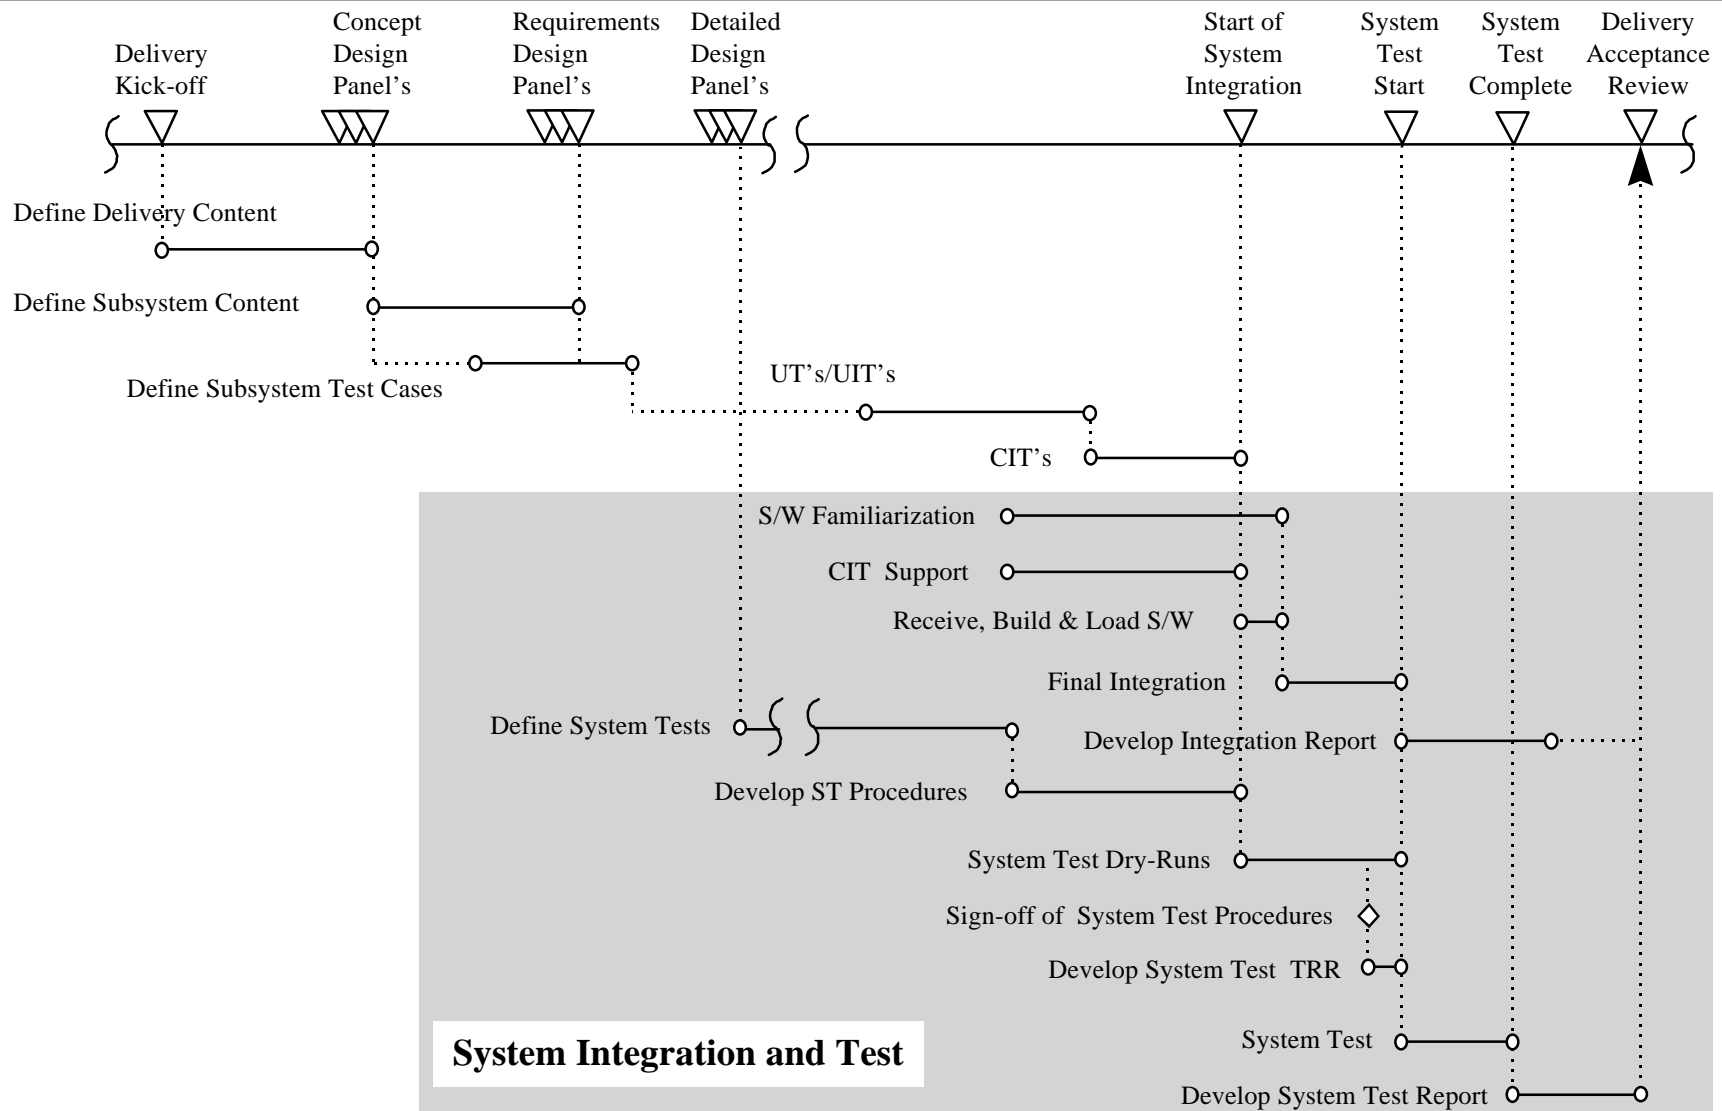 Delivery
Kick-off
Concept
Design
Panel's
Requirements
Design
Panel's
Detailed
Design
Panel's
Start of
System
Integration
System
Test
Start
System
Test
Complete
Delivery
Acceptance
Review
Define Delivery Content
Define Subsystem Content
Define Subsystem Test Cases
UT's/UIT's
CIT's
S/W Familiarization
CIT Support
Receive, Build & Load S/W
Final Integration
Define System Tests
Develop Integration Report
Develop ST Procedures
System Test Dry-Runs
Sign-off of System Test Procedures
Develop System Test TRR
System Integration and Test
System Test
Develop System Test Report